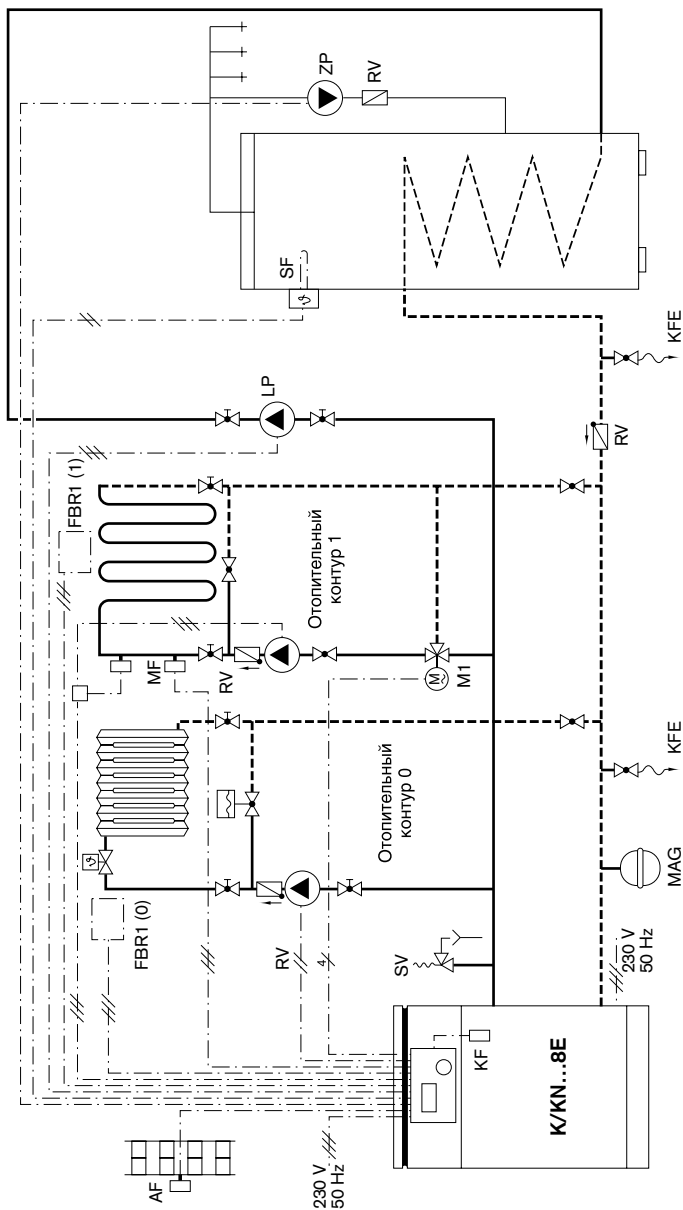 ZP
RV
SF
ϑ
KFE
LP
RV
FBR1 (1)
Отопительный
контур 1
MF
RV
M
M1
KFE
Отопительный
контур 0
ϑ
MAG
FBR1 (0)
RV
4
SV
230 V
50 Hz
KF
K/KN...8E
AF
230 V
50 Hz